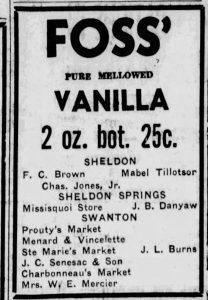 FOSS'
PURE MELLOWED
VANILLA
2 oz. bot. 25c.
SHELDON
F. C. Brown Mabel Tillotson
Chas. Jones, Jr.
SHELDON SPRINGS
Missisquoi Store J. B. Danyaw
SWANTON
Prouty's Market
Menard & Vincelette
Ste Marie's Market J. L. Burns
J. C. Senesac & Son
Charbonneau's Market
Mrs. W. E. Mercier